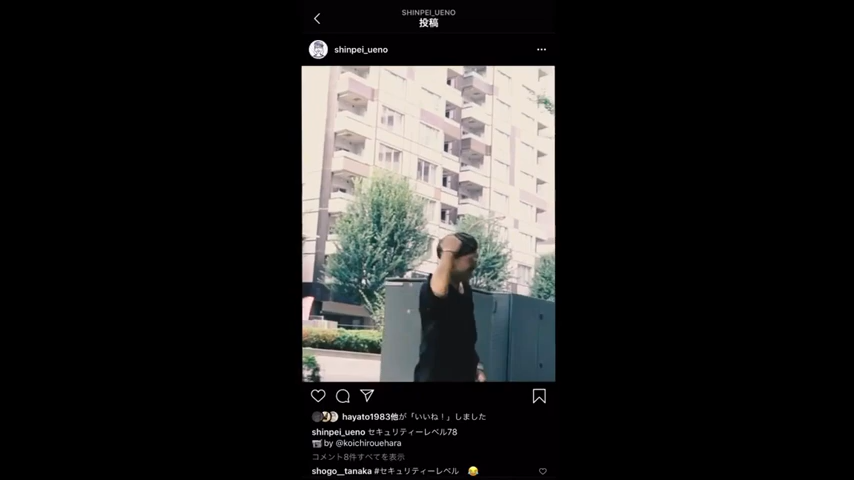 SHINPEI_UENO
投稿
shinpei_ueno
hayato1983他が「いいね！」しました
shinpei_ueno セキュリティーレベル78
📷 by @koichirouehara
コメント8件すべてを表示
shogo__tanaka #セキュリティーレベル 😂